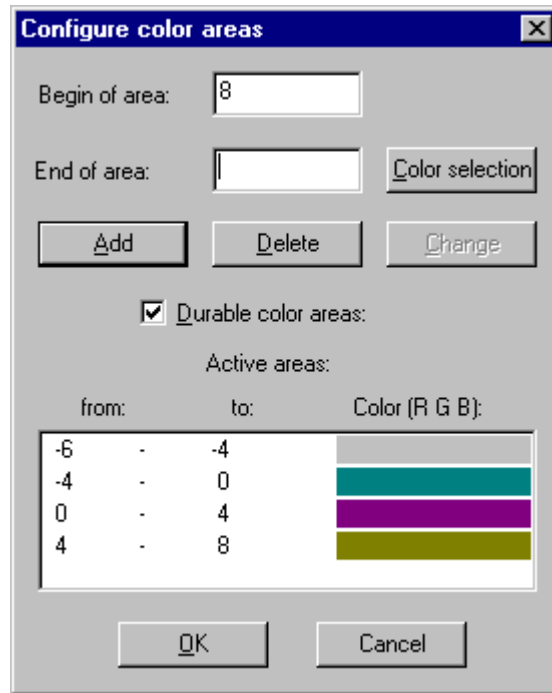 Configure color areas
Begin of area: 8
End of area: Color selection
Add Delete Change
Durable color areas:
Active areas:
from: to: Color (R G B):
-6 - -4
-4 - 0
0 - 4
4 - 8
OK Cancel